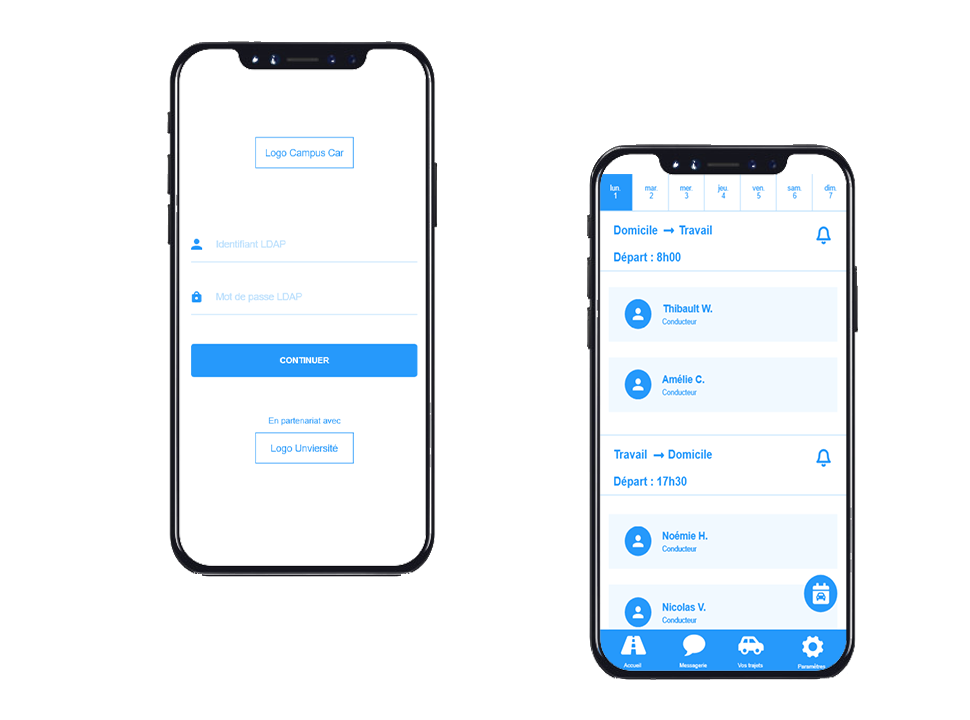 Logo Campus Car
Identifiant LDAP
Mot de passe LDAP
CONTINUER
En partenariat avec
Logo Unviersité
lun. mar. mer. jeu. ven. sam. dim.
1 2 3 4 5 6 7
Domicile → Travail
Départ : 8h00
Thibault W.
Conducteur
Amélie C.
Conducteur
Travail → Domicile
Départ : 17h30
Noémie H.
Conducteur
Nicolas V.
Conducteur
Accueil Messagerie Vos trajets Paramètres